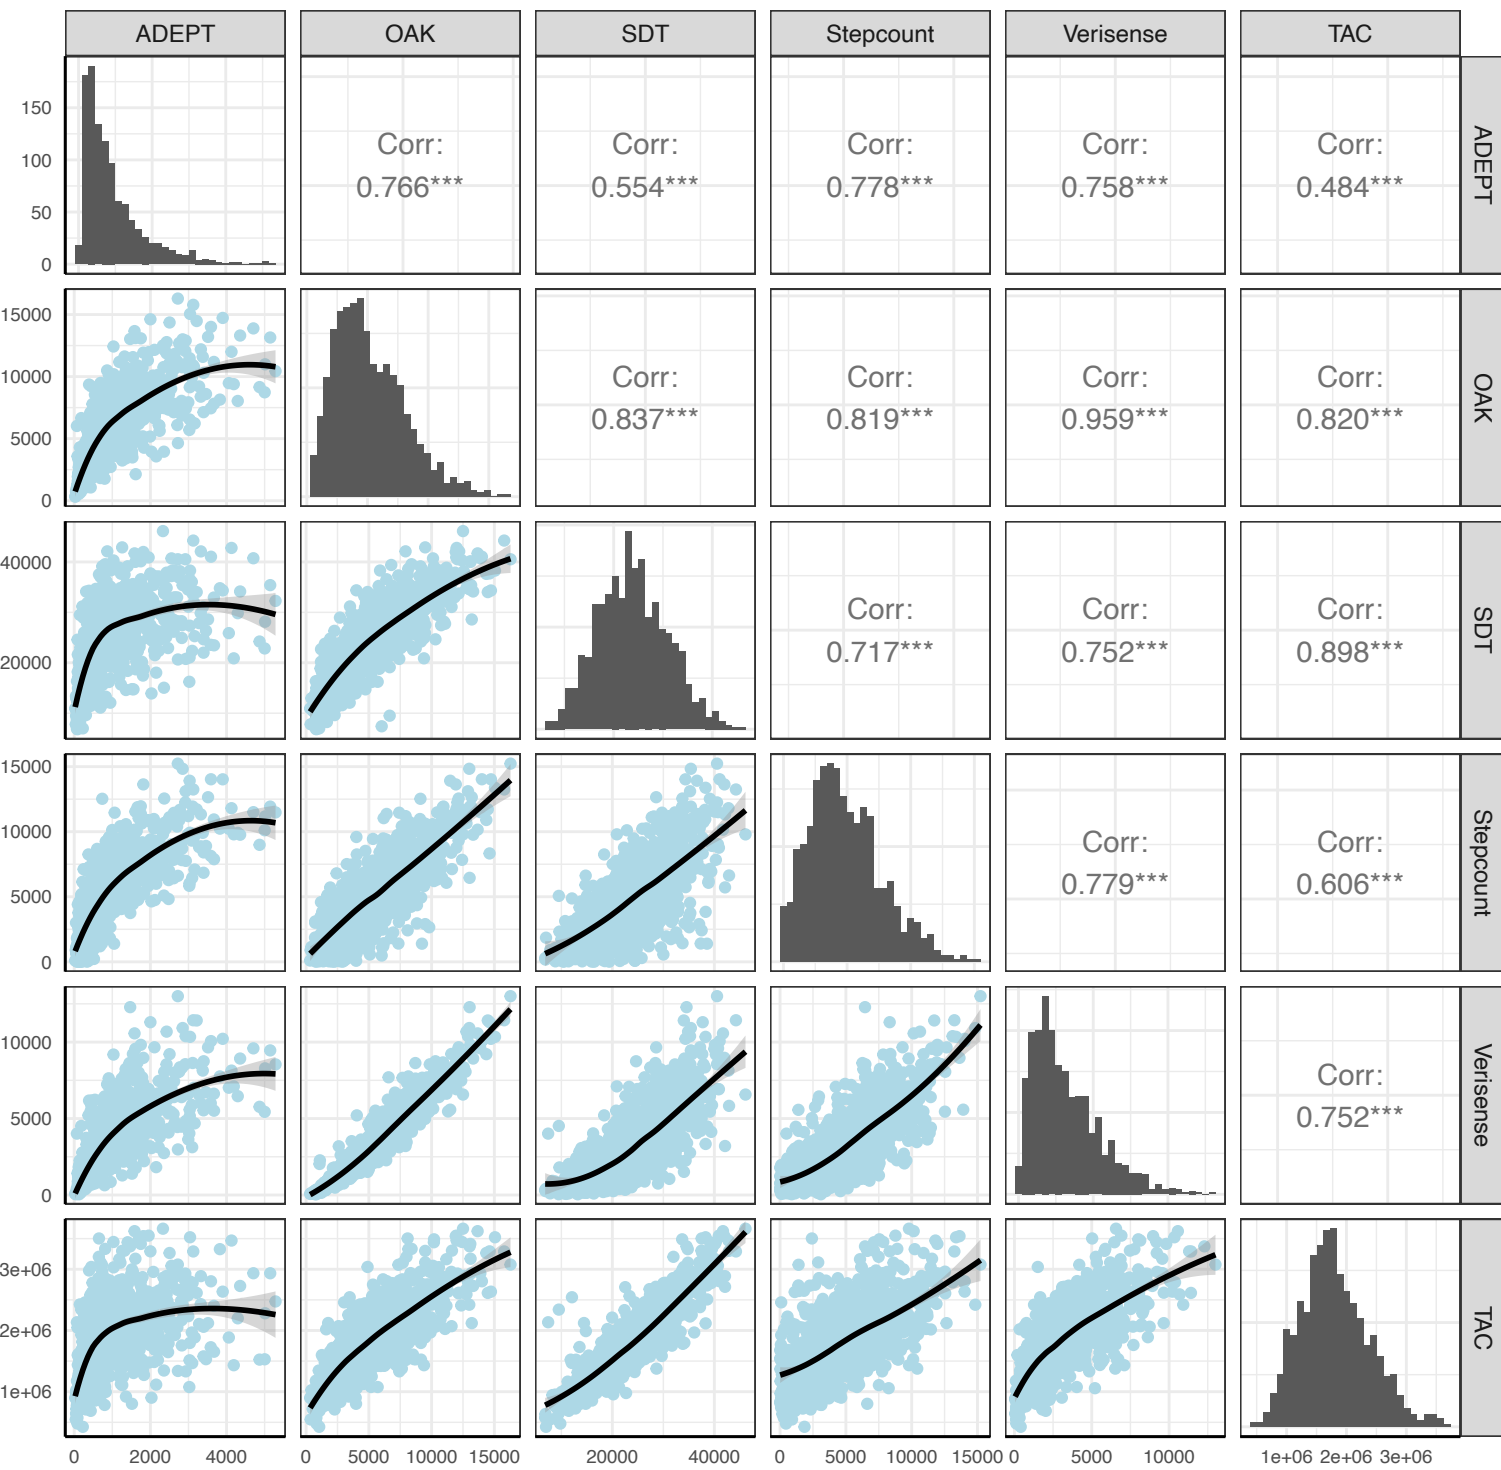 ADEPT OAK SDT Stepcount Verisense TAC
150
100
50
0
Corr:
0.766***
Corr:
0.554***
Corr:
0.778***
Corr:
0.758***
Corr:
0.484***
ADEPT
15000
10000
5000
0
Corr:
0.837***
Corr:
0.819***
Corr:
0.959***
Corr:
0.820***
OAK
40000
20000
Corr:
0.717***
Corr:
0.752***
Corr:
0.898***
SDT
15000
10000
5000
0
Corr:
0.779***
Corr:
0.606***
Stepcount
10000
5000
0
Corr:
0.752***
Verisense
3e+06
2e+06
1e+06
TAC
0 2000 4000 0 5000 10000 15000 20000 40000 0 5000 10000 15000 0 5000 10000 1e+06 2e+06 3e+06